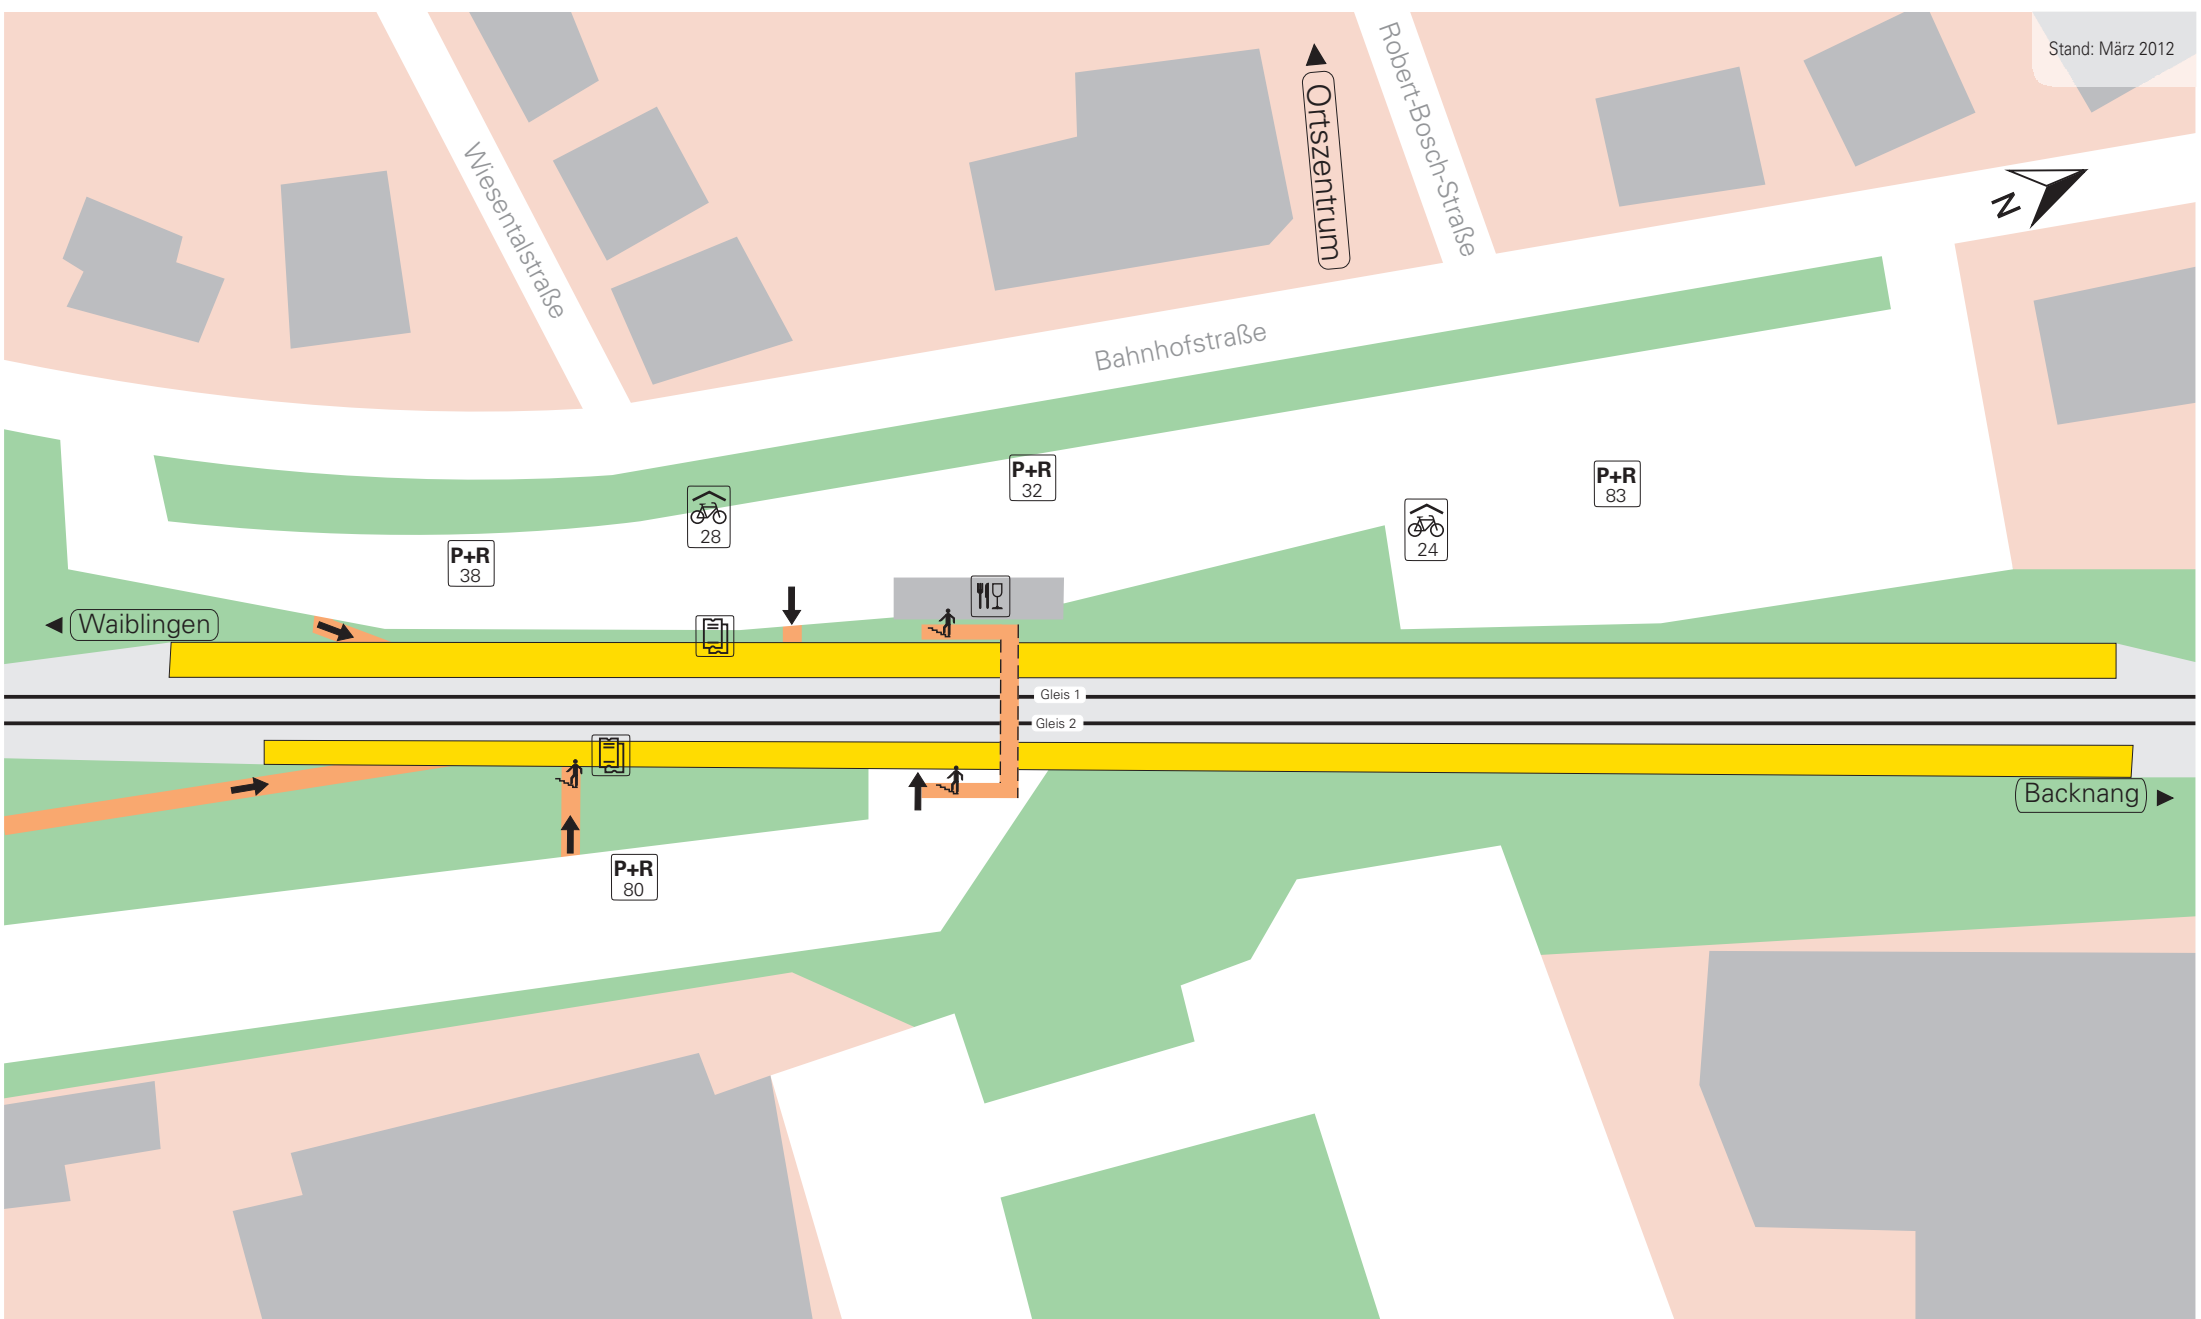 Stand: März 2012
Robert-Bosch-Straße
Ortszentrum
Wiesentalstraße
N
Bahnhofstraße
P+R
32
P+R
83
28
24
P+R
38
Waiblingen
Gleis 1
Gleis 2
Backnang
P+R
80